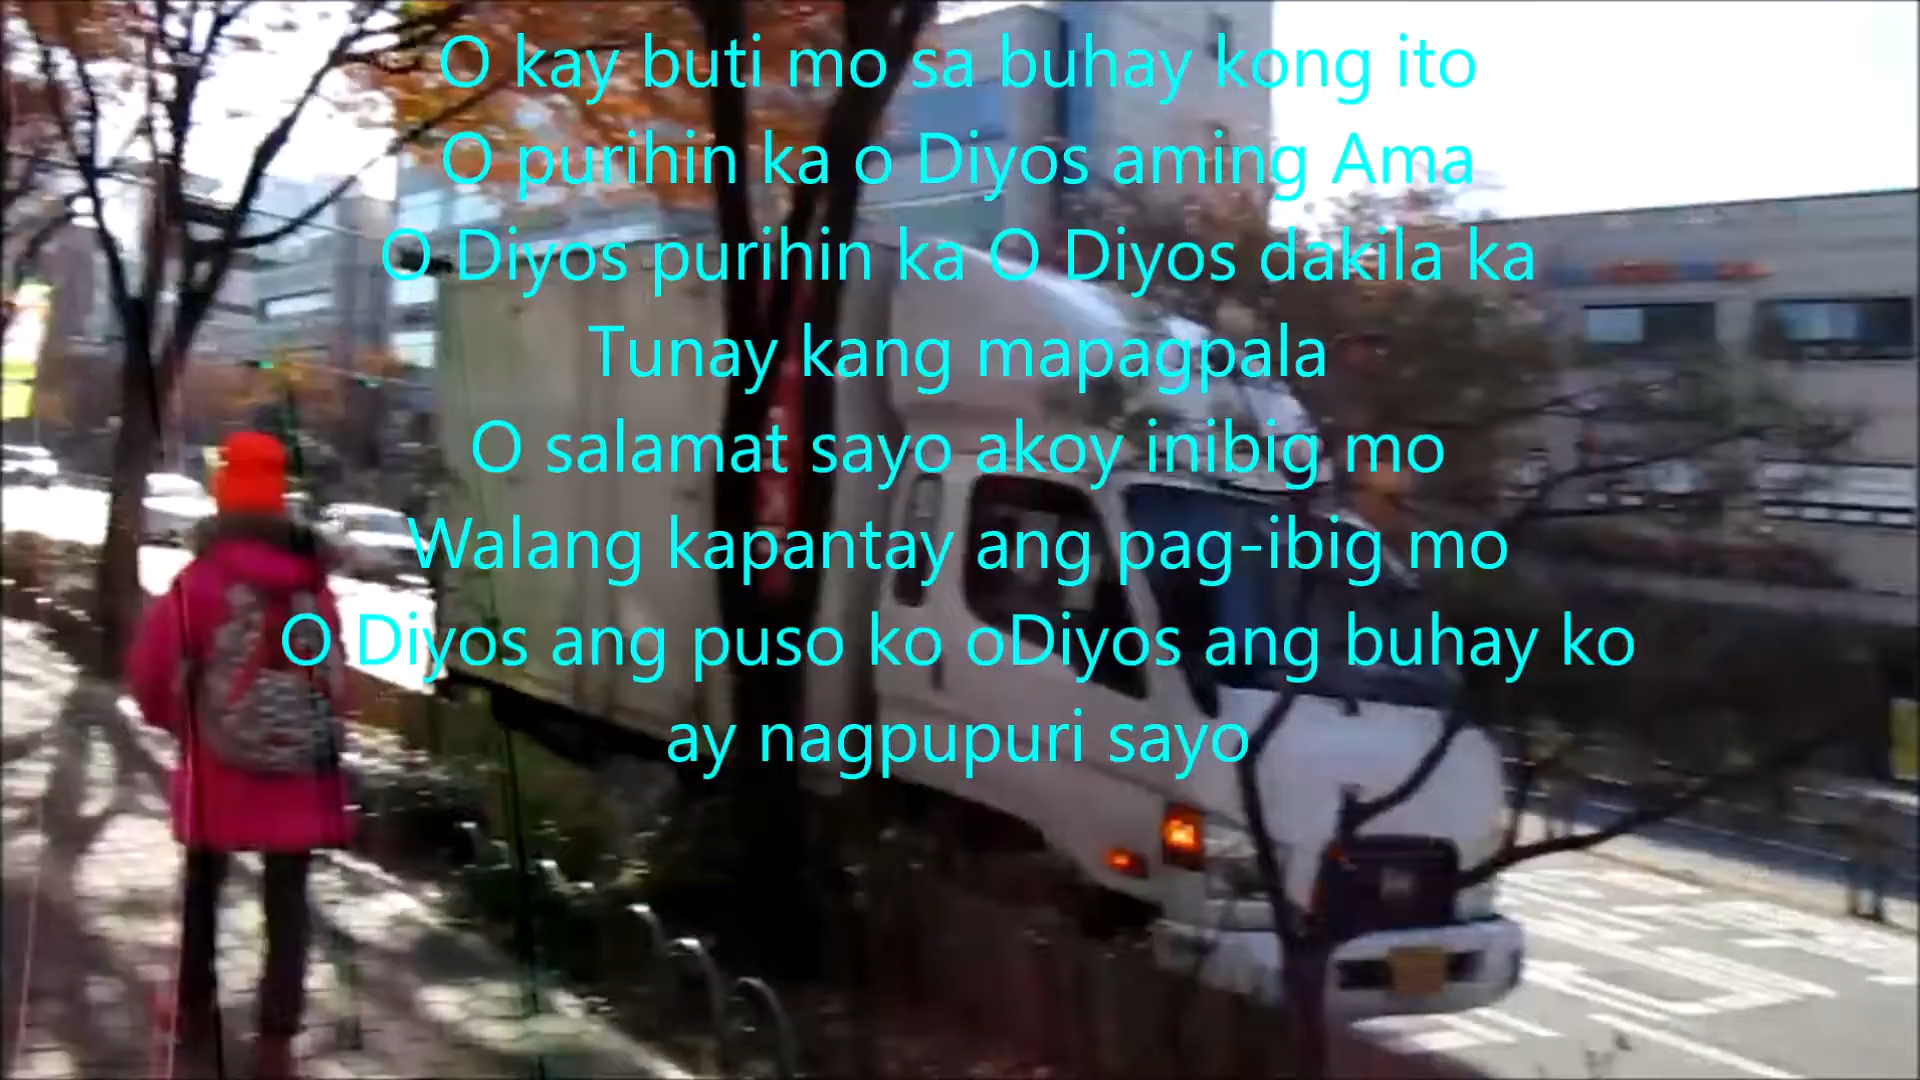 O kay buti mo sa buhay kong ito
O purihin ka o Diyos aming Ama
O Diyos purihin ka O Diyos dakila ka
Tunay kang mapagpala
O salamat sayo akoy inibig mo
Walang kapantay ang pag-ibig mo
O Diyos ang puso ko oDiyos ang buhay ko
ay nagpupuri sayo